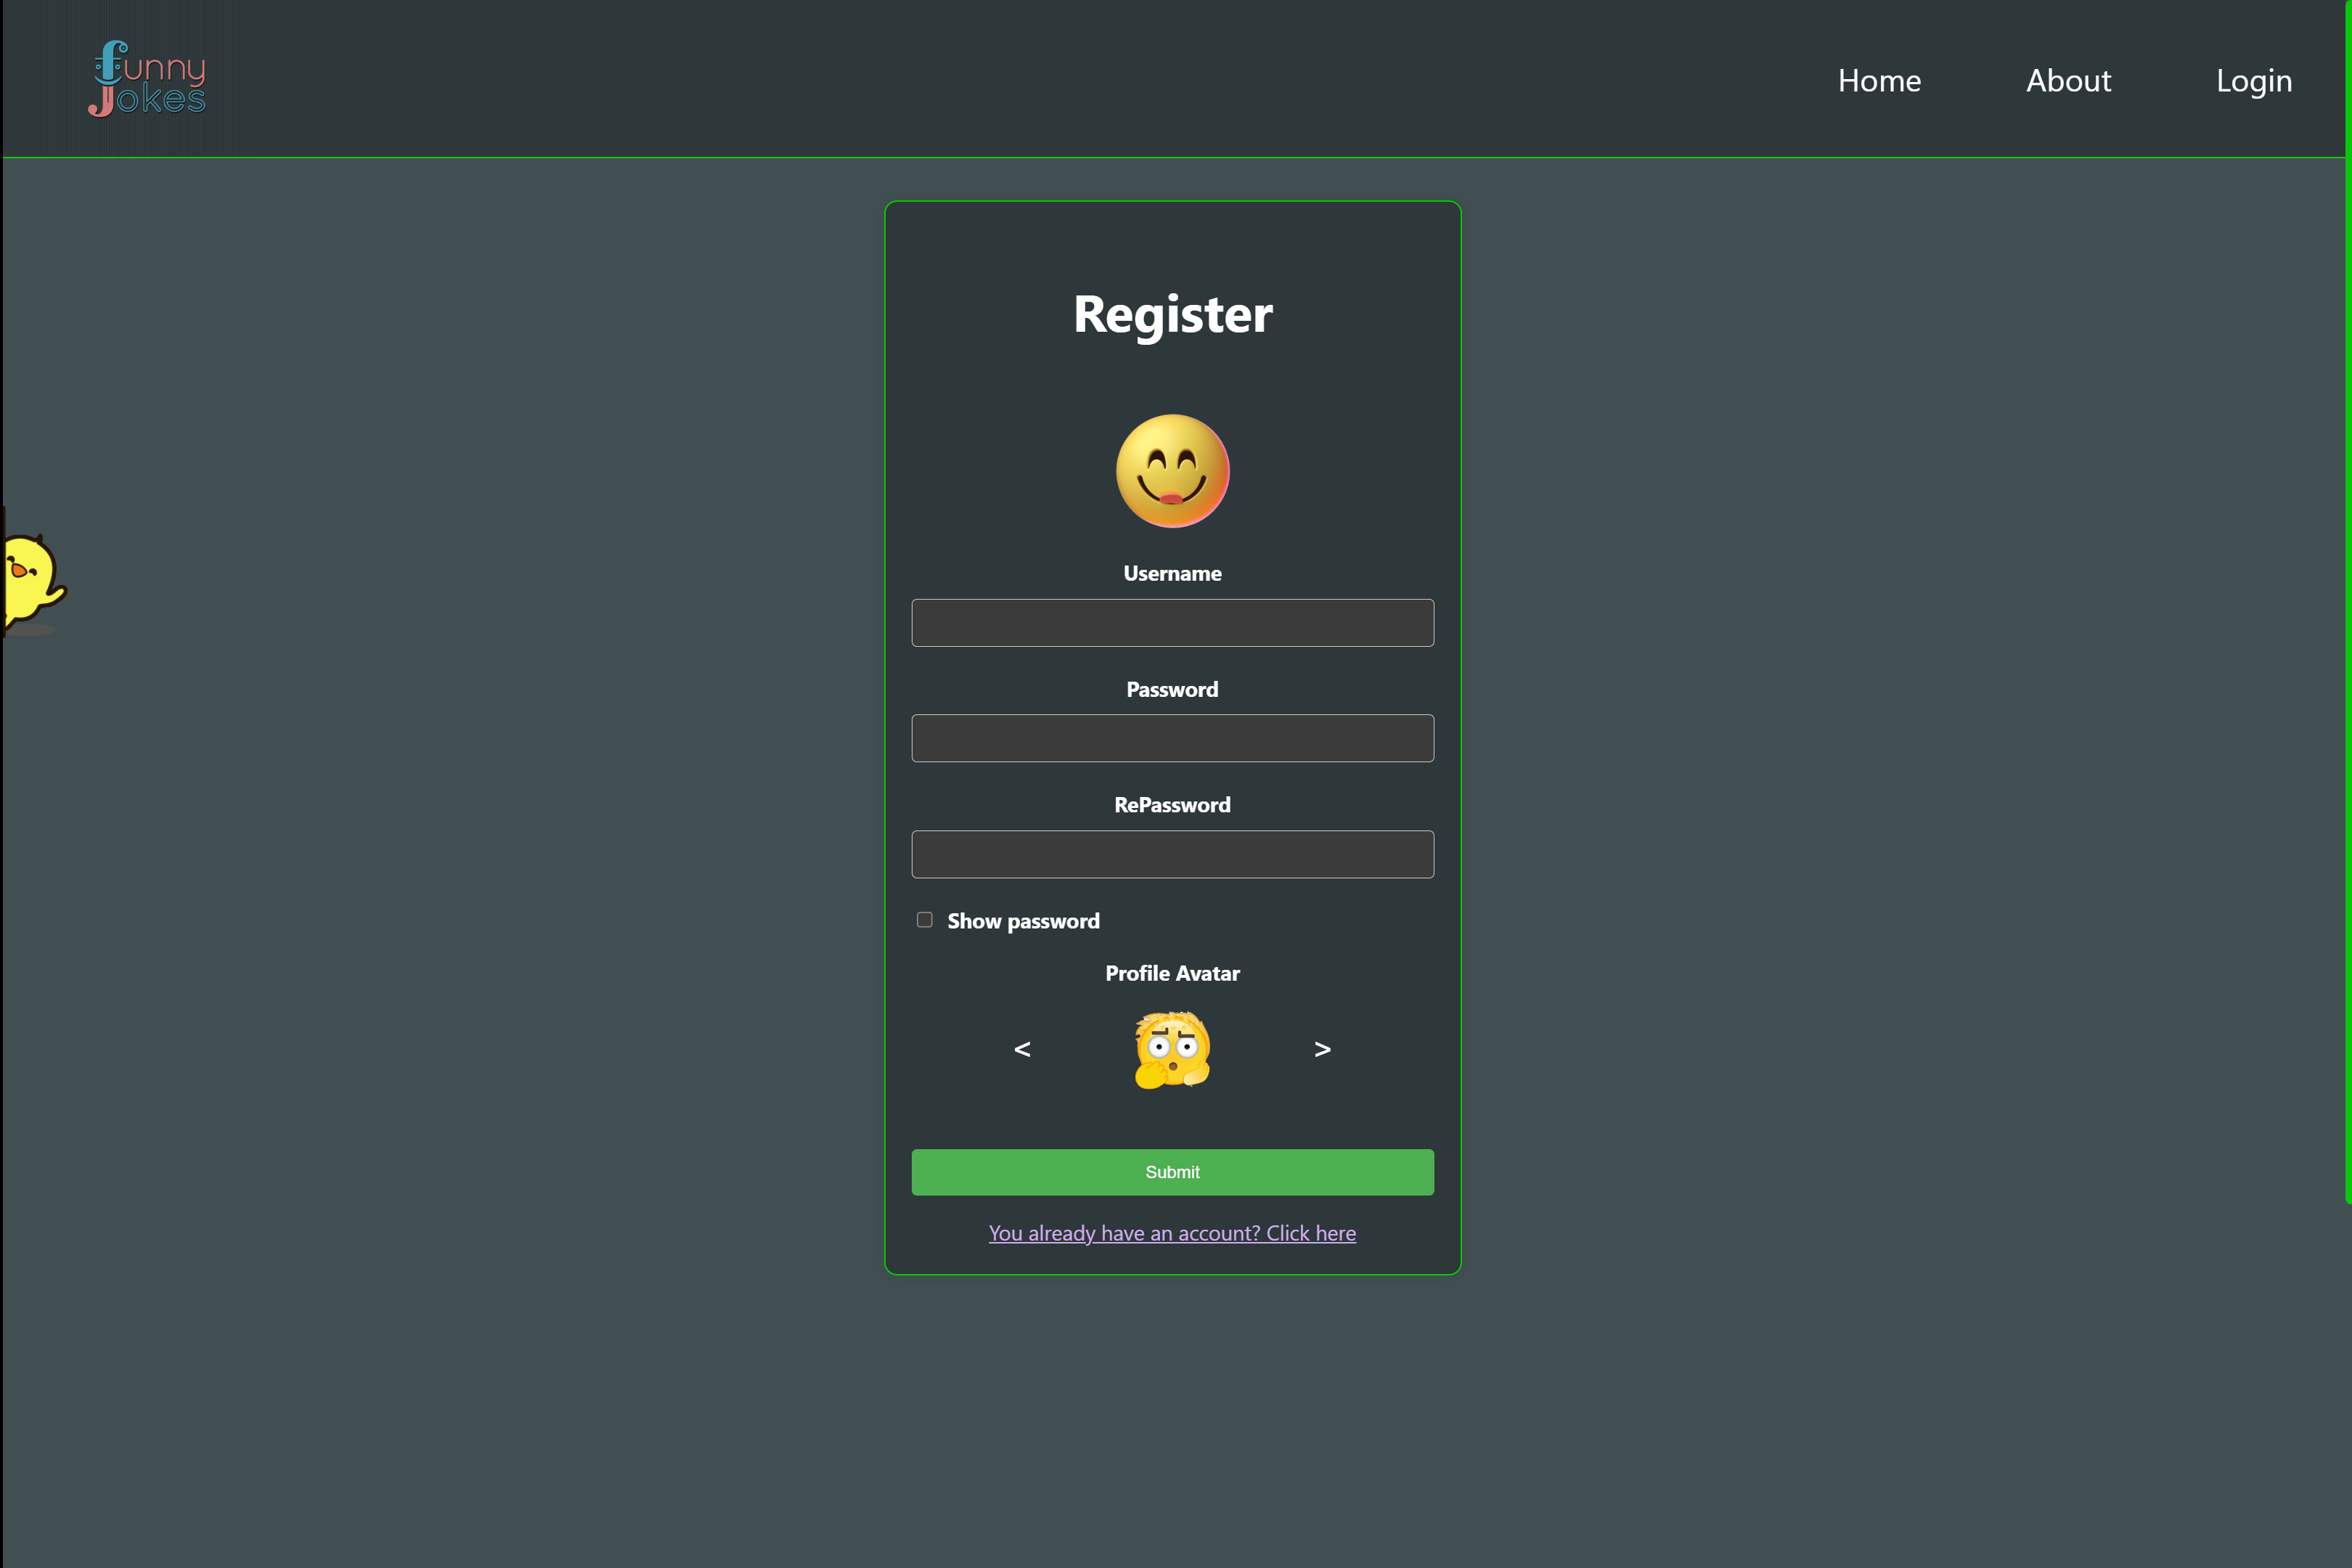 funny
Jokes
Home
About
Login
Register
Username
Password
RePassword
Show password
Profile Avatar
<
>
Submit
You already have an account? Click here